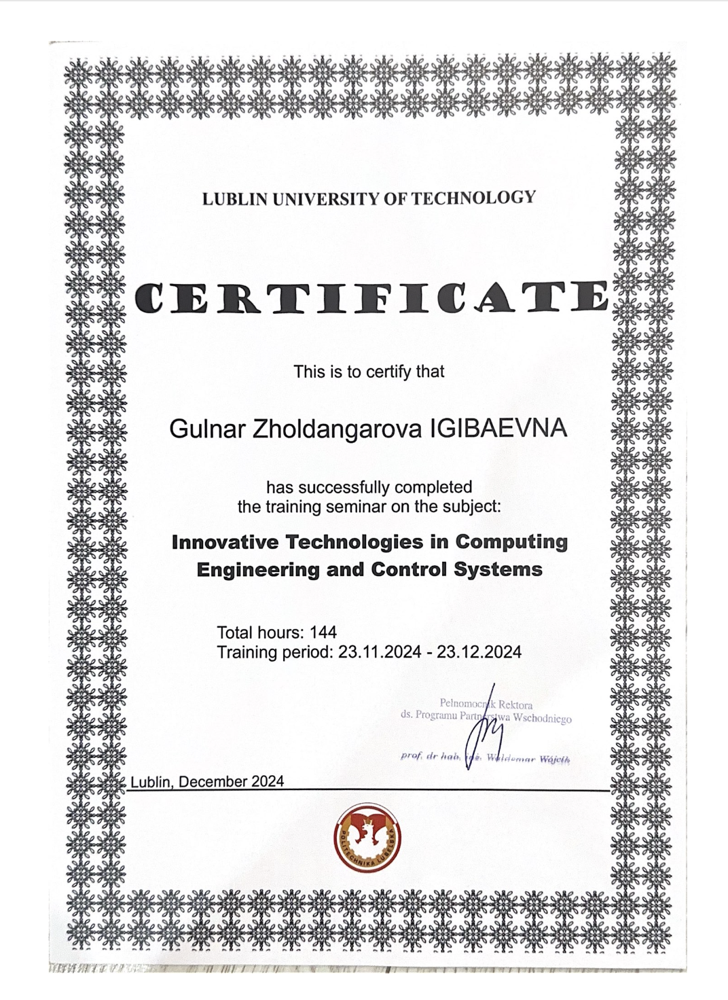 LUBLIN UNIVERSITY OF TECHNOLOGY
CERTIFICATE
This is to certify that
Gulnar Zholdangarova IGIBAEVNA
has successfully completed
the training seminar on the subject:
Innovative Technologies in Computing
Engineering and Control Systems
Total hours: 144
Training period: 23.11.2024 - 23.12.2024
Pełnomocnik Rektora
ds. Programu Partnerstwa Wschodniego
prof. dr hab. inż. Waldemar Wójcik
Lublin, December 2024
POLITECHNIKA LUBELSKA